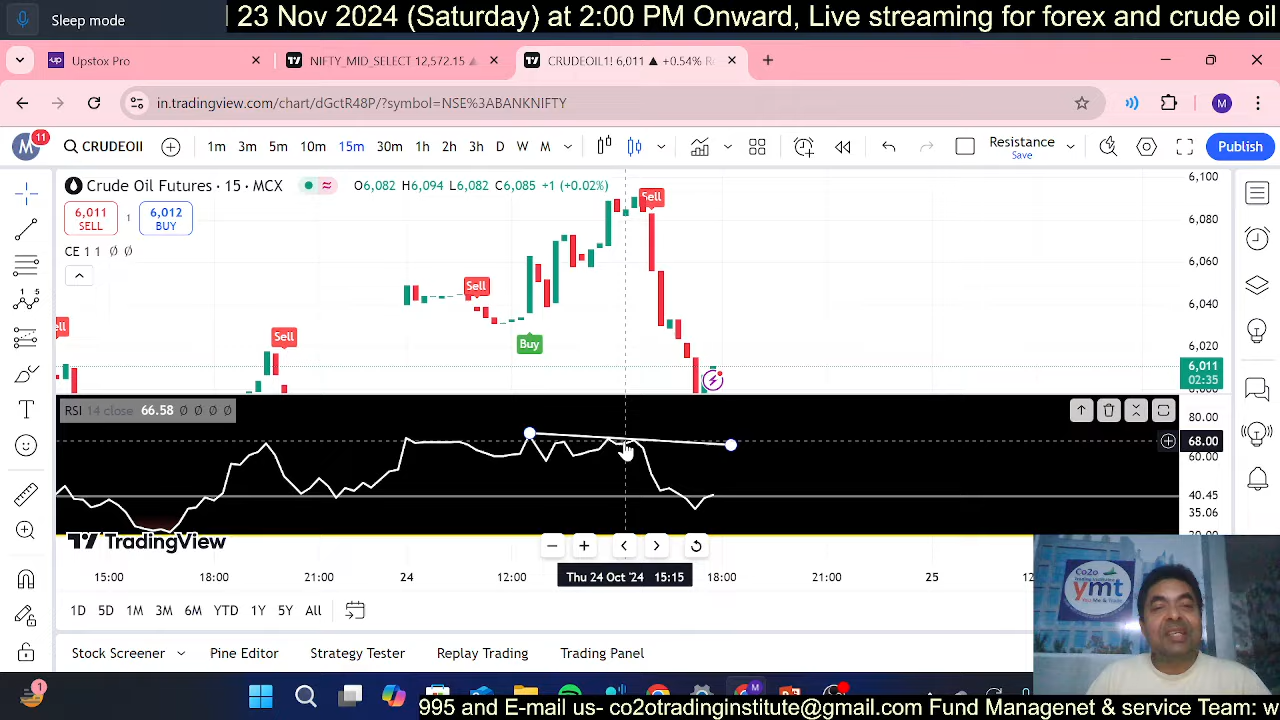 Sleep mode
23 Nov 2024 (Saturday) at 2:00 PM Onward, Live streaming for forex and crude oil
up Upstox Pro
NIFTY_MID_SELECT 12,572.15
CRUDEOIL1! 6,011 ▲ +0.54%
in.tradingview.com/chart/dGctR48P/?symbol=NSE%3ABANKNIFTY
M
M 11
CRUDEOIl
1m 3m 5m 10m 15m 30m 1h 2h 3h D W M
Resistance
Save
Publish
Crude Oil Futures · 15 · MCX
O6,082 H6,094 L6,082 C6,085 +1 (+0.02%)
6,011
SELL
1
6,012
BUY
CE 1 1 ∅ ∅
Sell
Sell
Sell
Buy
6,100
6,080
6,060
6,040
6,020
6,011
02:35
RSI 14 close 66.58 ∅ ∅ ∅ ∅
80.00
68.00
60.00
40.45
35.06
TradingView
15:00 18:00 21:00 24 12:00 Thu 24 Oct '24 15:15 18:00 21:00 25
1D 5D 1M 3M 6M YTD 1Y 5Y All
Stock Screener Pine Editor Strategy Tester Replay Trading Trading Panel
Co2o
ymt
1
M
995 and E-mail us- co2otradinginstitute@gmail.com Fund Managenet & service Team: w